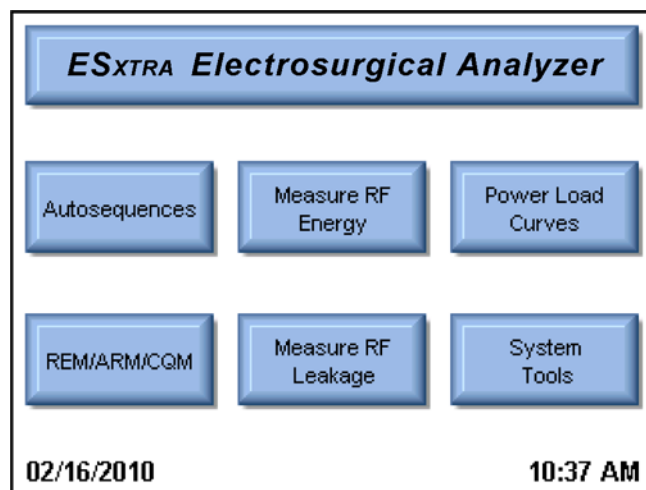 ESXTRA Electrosurgical Analyzer
Autosequences
Measure RF
Energy
Power Load
Curves
REM/ARM/CQM
Measure RF
Leakage
System
Tools
02/16/2010
10:37 AM